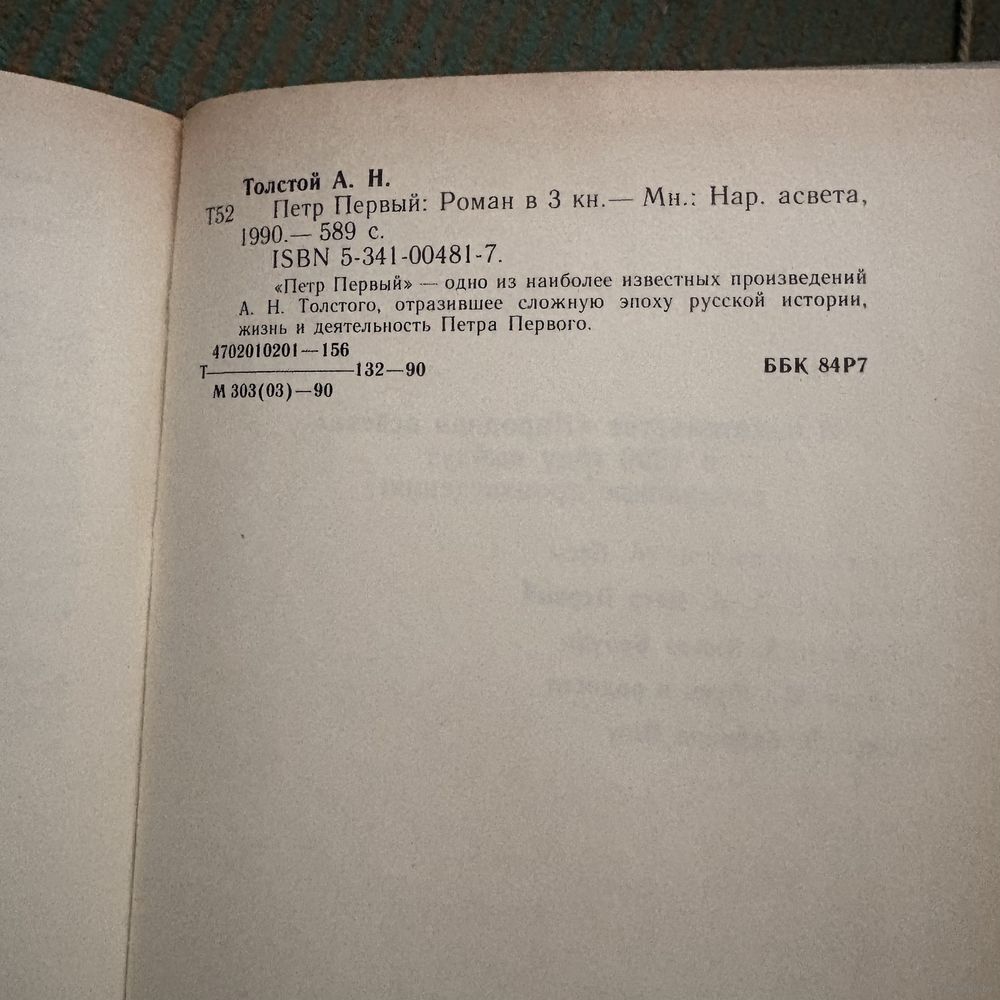 Толстой А. Н.
Т52 Петр Первый: Роман в 3 кн.— Мн.: Нар. асвета,
1990.— 589 с.
ISBN 5-341-00481-7.
«Петр Первый» — одно из наиболее известных произведений
А. Н. Толстого, отразившее сложную эпоху русской истории,
жизнь и деятельность Петра Первого.
4702010201—156
Т————132—90
М 303(03)—90
ББК 84Р7